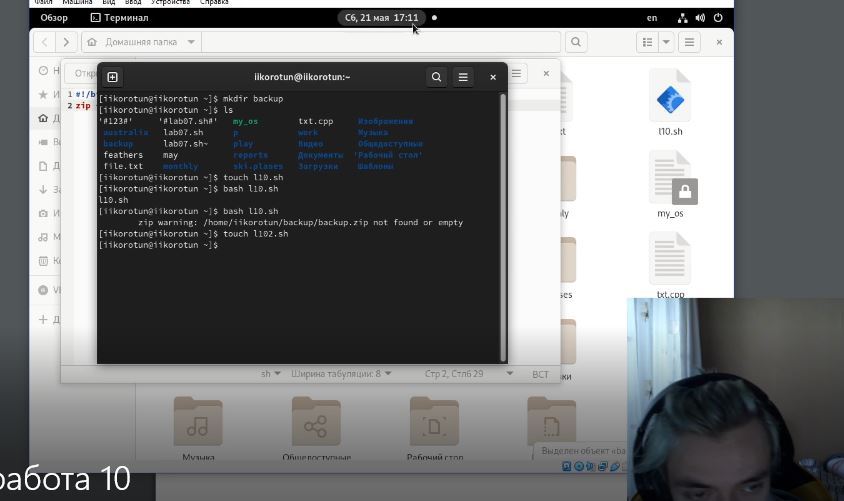 Файл Машина Вид Ввод Устройства Справка
Обзор Терминал Сб, 21 мая 17:11 en
Домашняя папка
iikorotun@iikorotun:~
1 #!/b
2 zip
[iikorotun@iikorotun ~]$ mkdir backup
[iikorotun@iikorotun ~]$ ls
'#123#' '#lab07.sh#' my_os txt.cpp Изображения
australia lab07.sh p work Музыка
backup lab07.sh~ play Видео Общедоступные
feathers may reports Документы 'Рабочий стол'
file.txt monthly ski.plases Загрузки Шаблоны
[iikorotun@iikorotun ~]$ touch l10.sh
[iikorotun@iikorotun ~]$ bash l10.sh
l10.sh
[iikorotun@iikorotun ~]$ bash l10.sh
zip warning: /home/iikorotun/backup/backup.zip not found or empty
[iikorotun@iikorotun ~]$ touch l102.sh
[iikorotun@iikorotun ~]$
l10.sh
my_os
txt.cpp
sh Ширина табуляции: 8 Стр 2, Стлб 29 ВСТ
Музыка Общедоступные Рабочий стол
Выделен объект «ba
работа 10